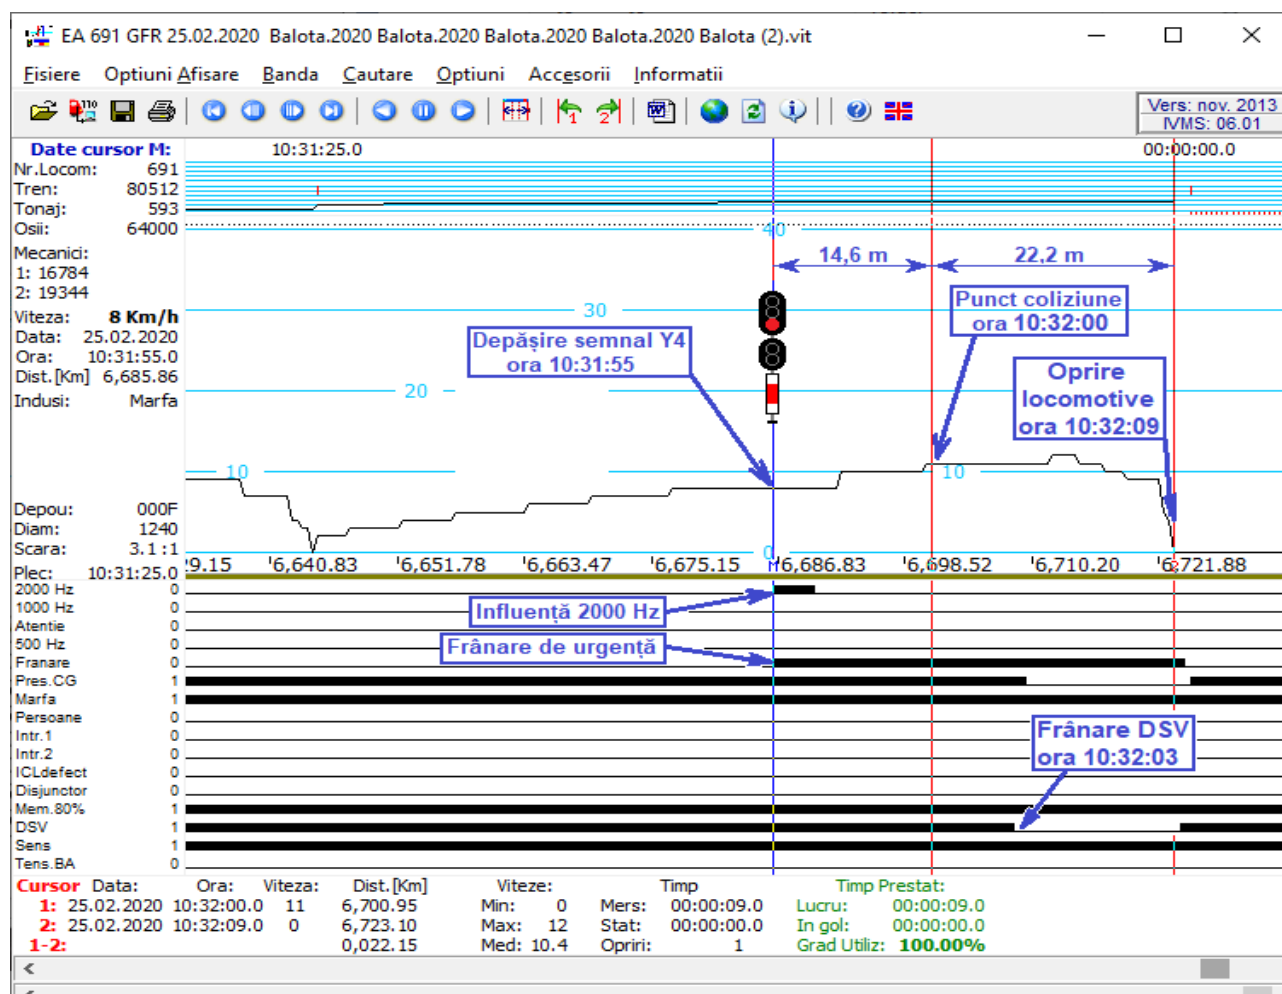 EA 691 GFR 25.02.2020 Balota.2020 Balota.2020 Balota.2020 Balota.2020 Balota (2).vit
Fisiere Optiuni Afisare Banda Cautare Optiuni Accesorii Informatii
Vers: nov. 2013
IVMS: 06.01
Date cursor M: 10:31:25.0 00:00:00.0
Nr.Locom: 691
Tren: 80512
Tonaj: 593
Osii: 64000
40
Mecanici:
1: 16784
2: 19344
14,6 m 22,2 m
Viteza: 8 Km/h
Data: 25.02.2020
Ora: 10:31:55.0
Dist.[Km] 6,685.86
Indusi: Marfa
30
Punct coliziune
ora 10:32:00
Depășire semnal Y4
ora 10:31:55
20
Oprire
locomotive
ora 10:32:09
10 10
Depou: 000F
Diam: 1240
Scara: 3.1 :1
Plec: 10:31:25.0
0
29.15 6,640.83 6,651.78 6,663.47 6,675.15 M 6,686.83 6,698.52 6,710.20 6,721.88
2000 Hz 0
1000 Hz 0
Atentie 0
500 Hz 0
Franare 0
Pres.CG 1
Marfa 1
Persoane 0
Intr.1 0
Intr.2 0
ICLdefect 0
Disjunctor 0
Mem.80% 1
DSV 1
Sens 1
Tens.BA 0
Influență 2000 Hz
Frânare de urgență
Frânare DSV
ora 10:32:03
Cursor Data: Ora: Viteza: Dist.[Km] Viteze: Timp Timp Prestat:
1: 25.02.2020 10:32:00.0 11 6,700.95 Min: 0 Mers: 00:00:09.0 Lucru: 00:00:09.0
2: 25.02.2020 10:32:09.0 0 6,723.10 Max: 12 Stat: 00:00:00.0 In gol: 00:00:00.0
1-2: 0,022.15 Med: 10.4 Opriri: 1 Grad Utiliz: 100.00%